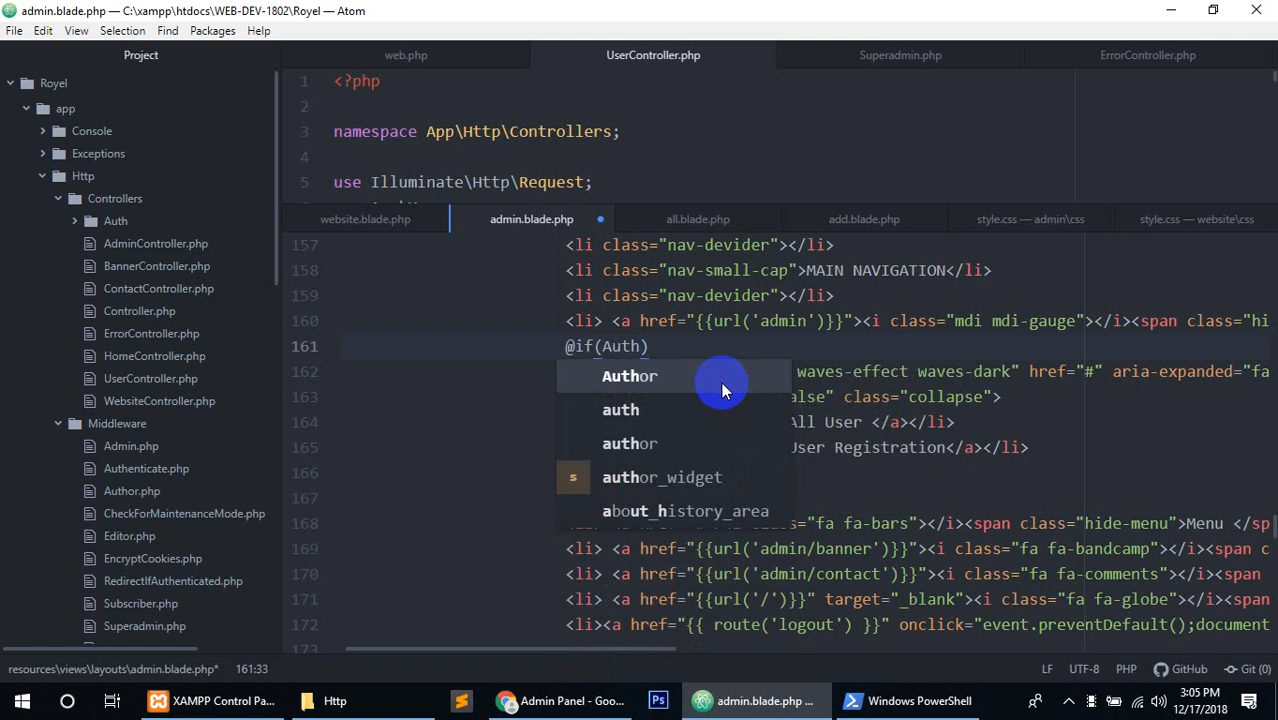 admin.blade.php — C:\xampp\htdocs\WEB-DEV-1802\Royel — Atom
File Edit View Selection Find Packages Help
Project
Royel
app
Console
Exceptions
Http
Controllers
Auth
AdminController.php
BannerController.php
ContactController.php
Controller.php
ErrorController.php
HomeController.php
UserController.php
WebsiteController.php
Middleware
Admin.php
Authenticate.php
Author.php
CheckForMaintenanceMode.php
Editor.php
EncryptCookies.php
RedirectIfAuthenticated.php
Subscriber.php
Superadmin.php
web.php UserController.php Superadmin.php ErrorController.php
1 <?php
2
3 namespace App\Http\Controllers;
4
5 use Illuminate\Http\Request;
website.blade.php admin.blade.php all.blade.php add.blade.php style.css — admin\css style.css — website\css
157 <li class="nav-devider"></li>
158 <li class="nav-small-cap">MAIN NAVIGATION</li>
159 <li class="nav-devider"></li>
160 <li> <a href="{{url('admin')}}"><i class="mdi mdi-gauge"></i><span class="hi
161 @if(Auth)
162 waves-effect waves-dark" href="#" aria-expanded="fa
163 alse" class="collapse">
164 All User </a></li>
165 User Registration</a></li>
166
167
168 fa fa-bars"></i><span class="hide-menu">Menu </sp
169 <li> <a href="{{url('admin/banner')}}"><i class="fa fa-bandcamp"></i><span c
170 <li> <a href="{{url('admin/contact')}}"><i class="fa fa-comments"></i><span
171 <li> <a href="{{url('/')}}" target="_blank"><i class="fa fa-globe"></i><span
172 <li><a href="{{ route('logout') }}" onclick="event.preventDefault();document
173
Author
auth
author
s author_widget
about_history_area
resources\views\layouts\admin.blade.php* 161:33 LF UTF-8 PHP GitHub Git (0)
XAMPP Control Pa... Http Ps Admin Panel - Goo... admin.blade.php ... Windows PowerShell
3:05 PM
12/17/2018